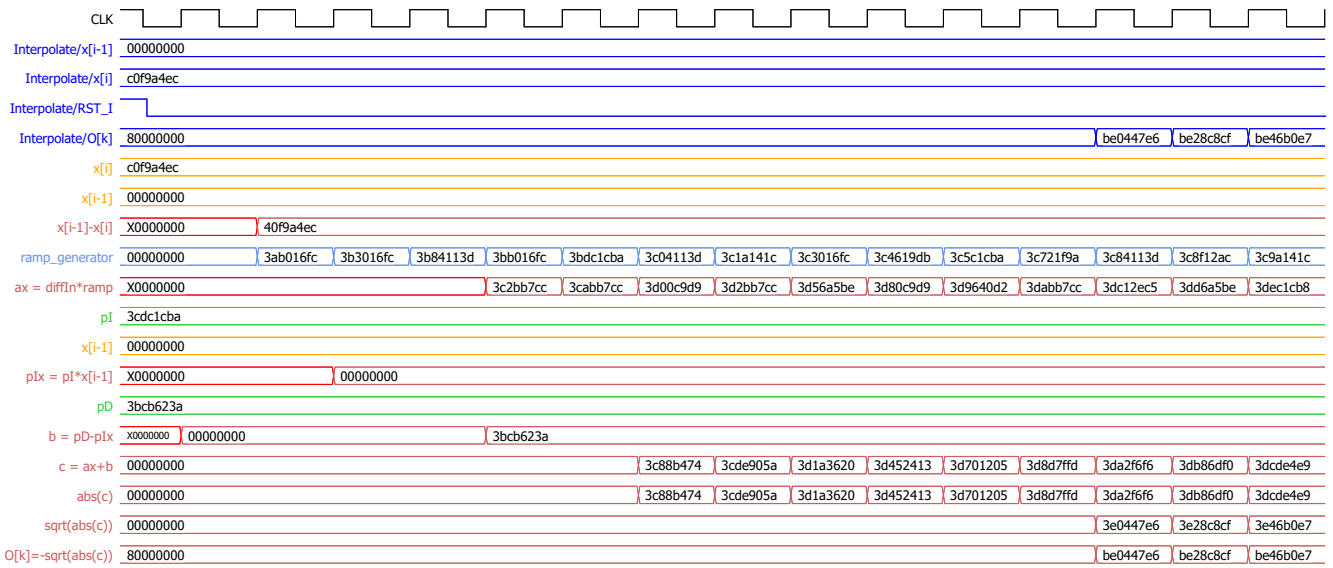 CLK
Interpolate/x[i-1] 00000000
Interpolate/x[i] c0f9a4ec
Interpolate/RST_I
Interpolate/O[k] 80000000 be0447e6 be28c8cf be46b0e7
x[i] c0f9a4ec
x[i-1] 00000000
x[i-1]-x[i] X0000000 40f9a4ec
ramp_generator 00000000 3ab016fc 3b3016fc 3b84113d 3bb016fc 3bdc1cba 3c04113d 3c1a141c 3c3016fc 3c4619db 3c5c1cba 3c721f9a 3c84113d 3c8f12ac 3c9a141c
ax = diffIn*ramp X0000000 3c2bb7cc 3cabb7cc 3d00c9d9 3d2bb7cc 3d56a5be 3d80c9d9 3d9640d2 3dabb7cc 3dc12ec5 3dd6a5be 3dec1cb8
pI 3cdc1cba
x[i-1] 00000000
pIx = pI*x[i-1] X0000000 00000000
pD 3bcb623a
b = pD-pIx X0000000 00000000 3bcb623a
c = ax+b 00000000 3c88b474 3cde905a 3d1a3620 3d452413 3d701205 3d8d7ffd 3da2f6f6 3db86df0 3dcde4e9
abs(c) 00000000 3c88b474 3cde905a 3d1a3620 3d452413 3d701205 3d8d7ffd 3da2f6f6 3db86df0 3dcde4e9
sqrt(abs(c)) 00000000 3e0447e6 3e28c8cf 3e46b0e7
O[k]=-sqrt(abs(c)) 80000000 be0447e6 be28c8cf be46b0e7